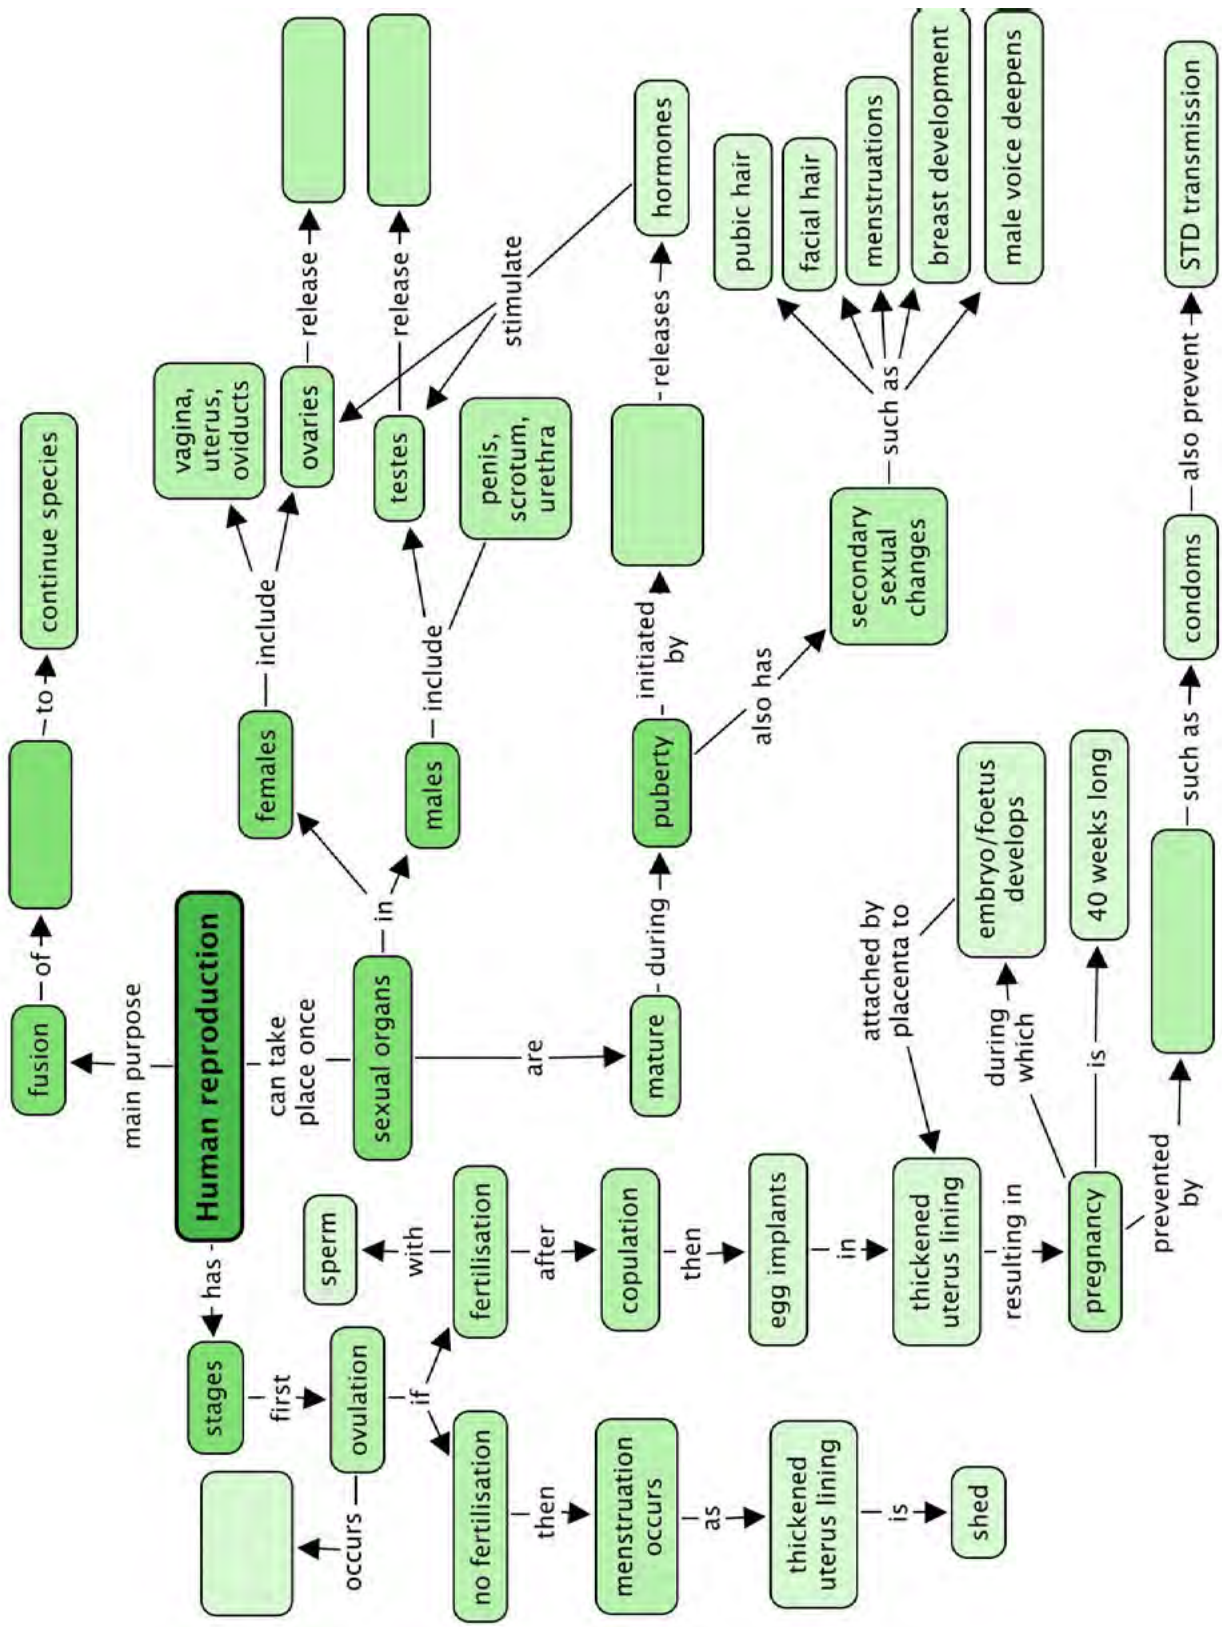 main purpose
fusion
of
to
continue species
Human reproduction
has
can take
place once
sexual organs
in
females
include
vagina,
uterus,
oviducts
ovaries
release
males
include
testes
release
penis,
scrotum,
urethra
stimulate
are
mature
during
puberty
initiated
by
releases
hormones
also has
secondary
sexual
changes
such as
pubic hair
facial hair
menstruations
breast development
male voice deepens
stages
first
ovulation
occurs
if
no fertilisation
then
menstruation
occurs
as
thickened
uterus lining
is
shed
fertilisation
with
sperm
after
copulation
then
egg implants
in
thickened
uterus lining
resulting in
pregnancy
during
which
embryo/foetus
develops
attached by
placenta to
is
40 weeks long
prevented
by
such as
condoms
also prevent
STD transmission